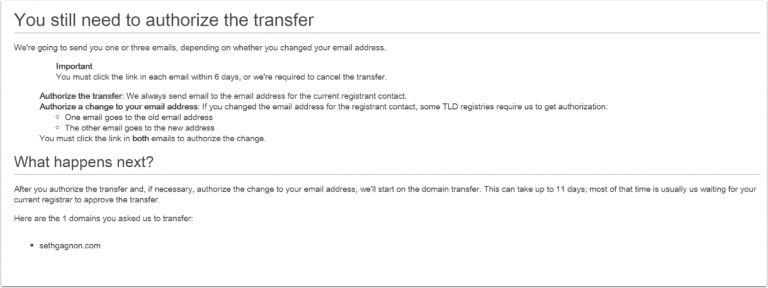 You still need to authorize the transfer
We're going to send you one or three emails, depending on whether you changed your email address.
Important
You must click the link in each email within 6 days, or we're required to cancel the transfer.
Authorize the transfer: We always send email to the email address for the current registrant contact.
Authorize a change to your email address: If you changed the email address for the registrant contact, some TLD registries require us to get authorization:
○ One email goes to the old email address
○ The other email goes to the new address
You must click the link in both emails to authorize the change.
What happens next?
After you authorize the transfer and, if necessary, authorize the change to your email address, we'll start on the domain transfer. This can take up to 11 days; most of that time is usually us waiting for your
current registrar to approve the transfer.
Here are the 1 domains you asked us to transfer:
• sethgagnon.com